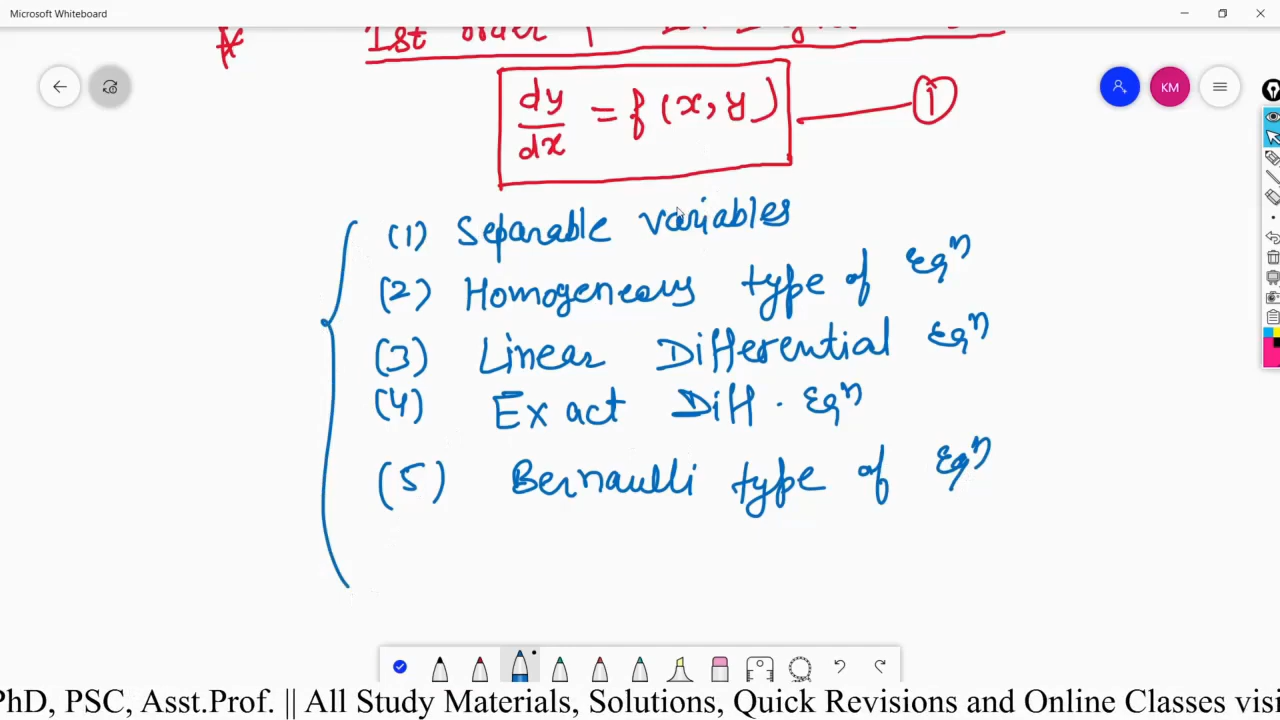 Microsoft Whiteboard
1st order
dy/dx = f(x, y) ①
KM
(1) Separable variables
(2) Homogeneous type of Eqⁿ
(3) Linear Differential Eqⁿ
(4) Exact Diff. Eqⁿ
(5) Bernaulli type of Eqⁿ
PhD, PSC, Asst.Prof. || All Study Materials, Solutions, Quick Revisions and Online Classes visi